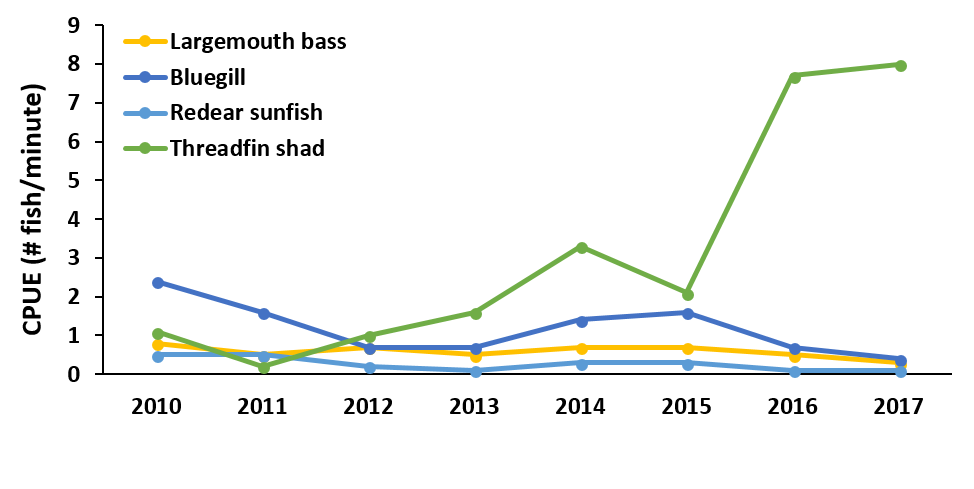 9
8
7
6
5
4
3
2
1
0
CPUE (# fish/minute)
Largemouth bass
Bluegill
Redear sunfish
Threadfin shad
2010 2011 2012 2013 2014 2015 2016 2017